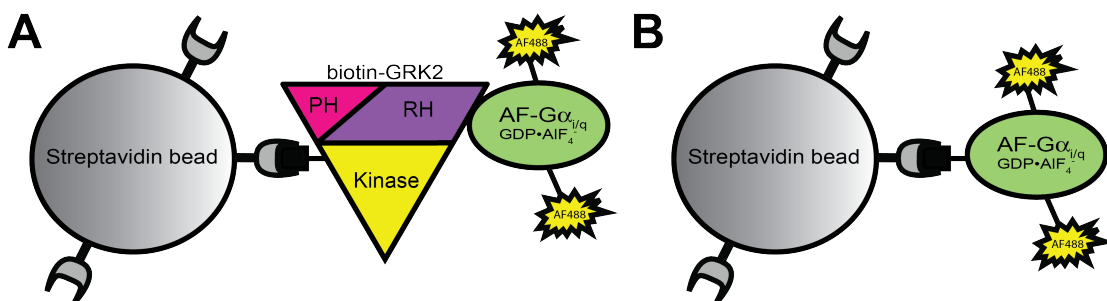 A
Streptavidin bead
biotin-GRK2
PH
RH
Kinase
AF488
AF-Gαi/q
GDP•AlF4-
AF488
B
Streptavidin bead
AF488
AF-Gαi/q
GDP•AlF4-
AF488